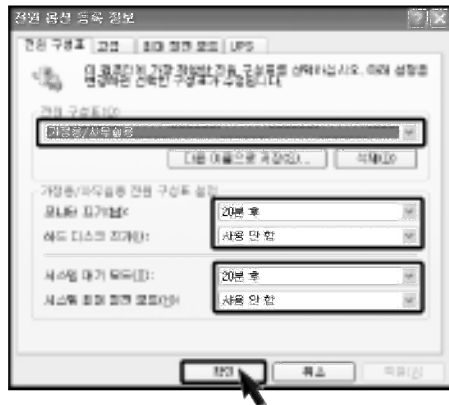 전원 옵션 등록 정보
전원 구성표 고급 최대 절전 모드 UPS
이 컴퓨터에 가장 적당한 전원 구성표를 선택하십시오. 아래 설정을
변경하면 선택한 구성표가 수정됩니다.
전원 구성표(O)
가정용/사무실용
다른 이름으로 저장(S)... 삭제(D)
가정용/사무실용 전원 구성표 설정
모니터 끄기(M): 20분 후
하드 디스크 끄기(I): 사용 안 함
시스템 대기 모드(T): 20분 후
시스템 최대 절전 모드(Y): 사용 안 함
확인 취소 적용(A)